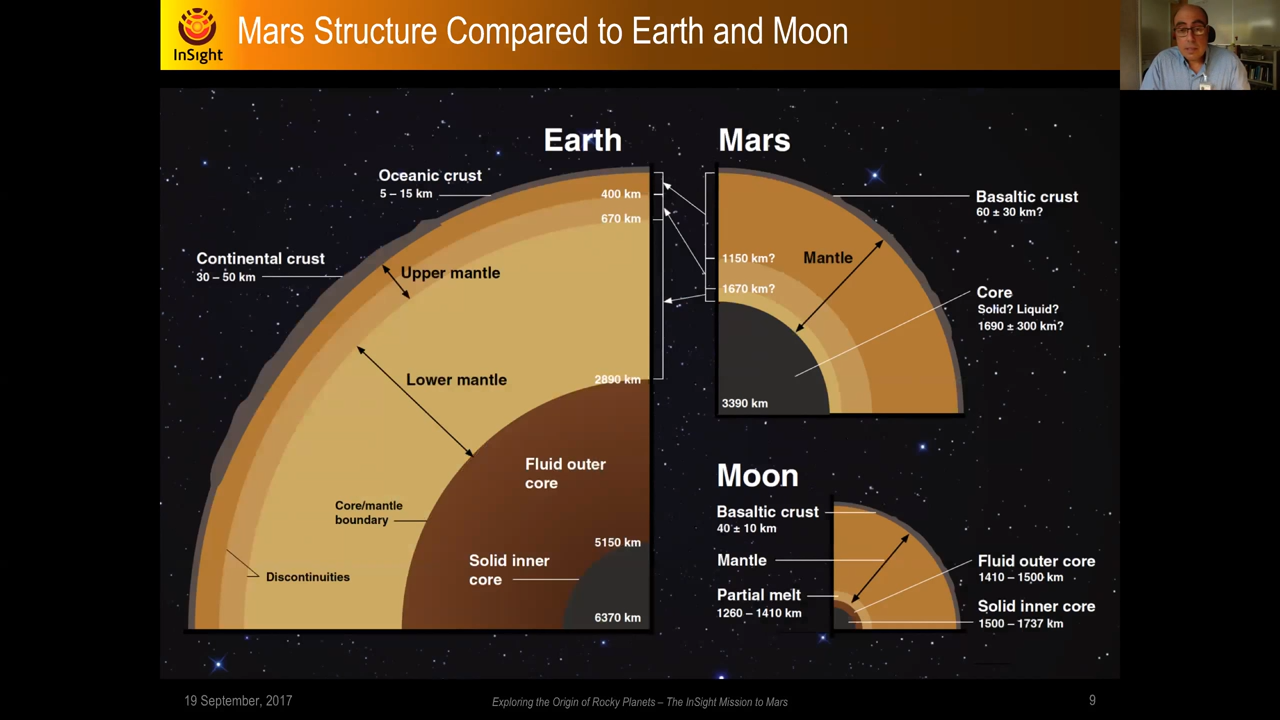 InSight
Mars Structure Compared to Earth and Moon
Earth
Oceanic crust
5 – 15 km
400 km
670 km
Continental crust
30 – 50 km
Upper mantle
Lower mantle
2890 km
Fluid outer
core
Core/mantle
boundary
5150 km
Solid inner
core
Discontinuities
6370 km
Mars
Basaltic crust
60 ± 30 km?
1150 km?
Mantle
1670 km?
Core
Solid? Liquid?
1690 ± 300 km?
3390 km
Moon
Basaltic crust
40 ± 10 km
Mantle
Partial melt
1260 – 1410 km
Fluid outer core
1410 – 1500 km
Solid inner core
1500 – 1737 km
19 September, 2017
Exploring the Origin of Rocky Planets – The InSight Mission to Mars
9